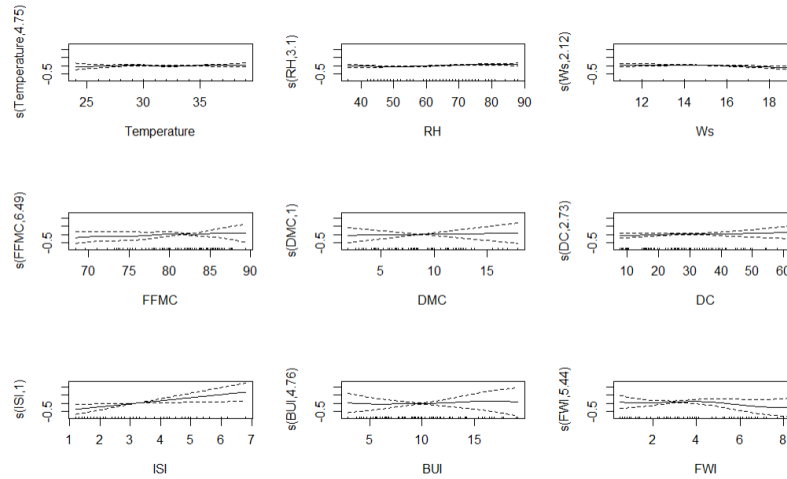 s(Temperature,4.75)
-0.5
25 30 35
Temperature
s(RH,3.1)
-0.5
40 50 60 70 80 90
RH
s(Ws,2.12)
-0.5
12 14 16 18
Ws
s(FFMC,6.49)
-0.5
70 75 80 85 90
FFMC
s(DMC,1)
-0.5
5 10 15
DMC
s(DC,2.73)
-0.5
10 20 30 40 50 60
DC
s(ISI,1)
-0.5
1 2 3 4 5 6 7
ISI
s(BUI,4.76)
-0.5
5 10 15
BUI
s(FWI,5.44)
-0.5
2 4 6 8
FWI